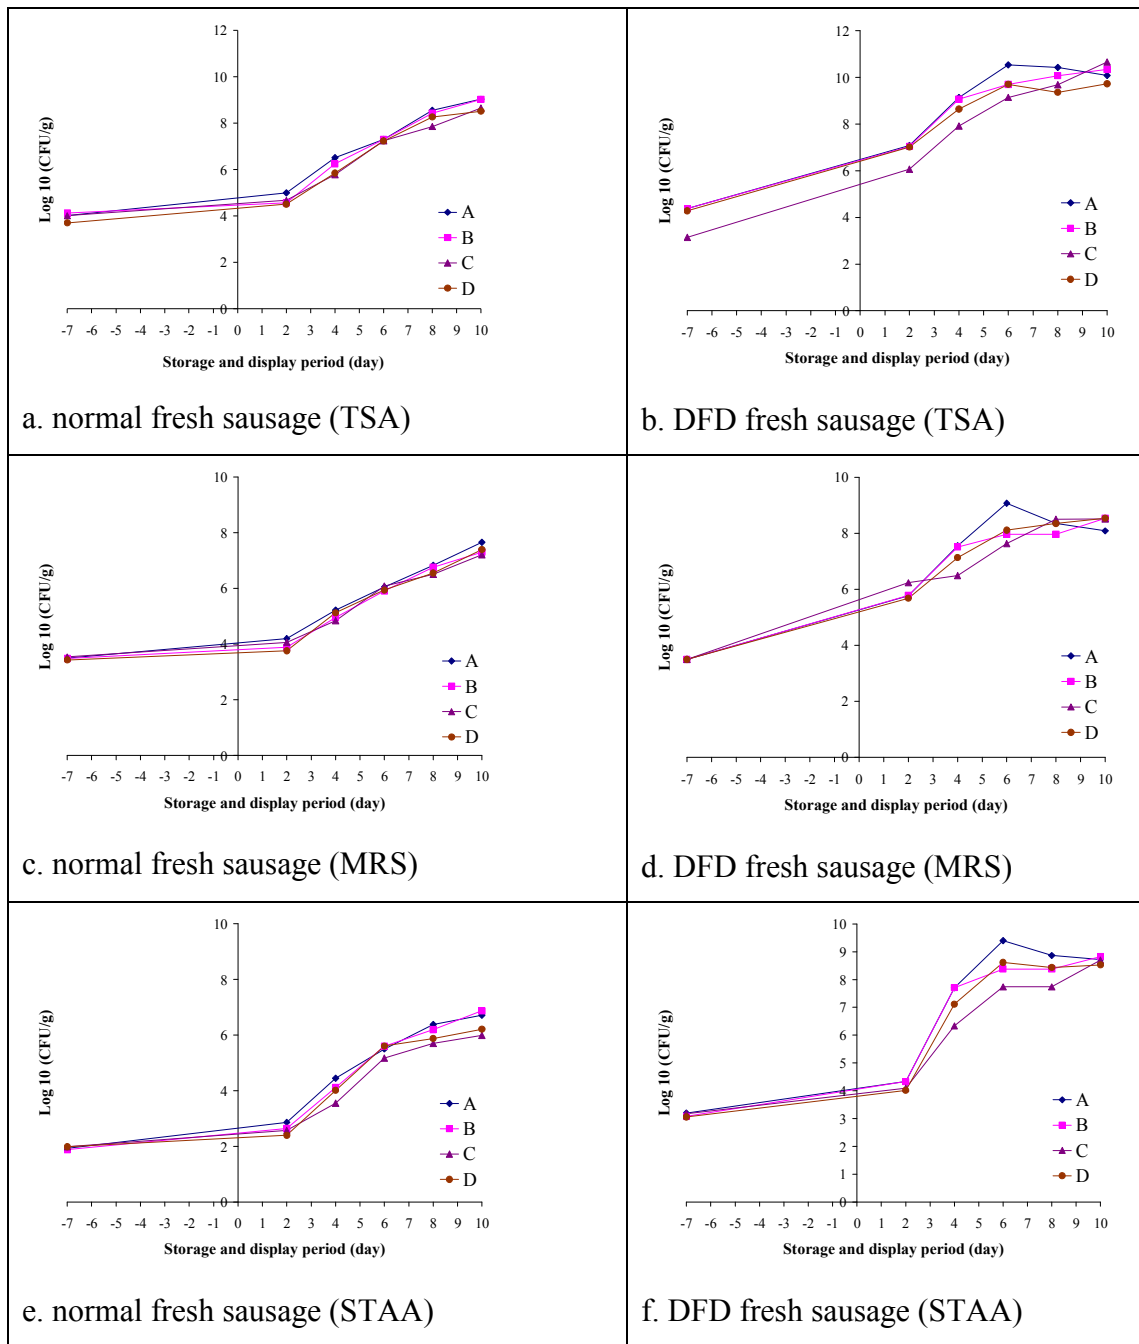 12
10
8
6
4
2
0
Log 10 (CFU/g)
-7 -6 -5 -4 -3 -2 -1 0 1 2 3 4 5 6 7 8 9 10
Storage and display period (day)
A
B
C
D
a. normal fresh sausage (TSA)
12
10
8
6
4
2
0
Log 10 (CFU/g)
-7 -6 -5 -4 -3 -2 -1 0 1 2 3 4 5 6 7 8 9 10
Storage and display period (day)
A
B
C
D
b. DFD fresh sausage (TSA)
10
8
6
4
2
0
Log 10 (CFU/g)
-7 -6 -5 -4 -3 -2 -1 0 1 2 3 4 5 6 7 8 9 10
Storage and display period (day)
A
B
C
D
c. normal fresh sausage (MRS)
10
8
6
4
2
0
Log 10 (CFU/g)
-7 -6 -5 -4 -3 -2 -1 0 1 2 3 4 5 6 7 8 9 10
Storage and display period (day)
A
B
C
D
d. DFD fresh sausage (MRS)
10
8
6
4
2
0
Log 10 (CFU/g)
-7 -6 -5 -4 -3 -2 -1 0 1 2 3 4 5 6 7 8 9 10
Storage and display period (day)
A
B
C
D
e. normal fresh sausage (STAA)
10
9
8
7
6
5
4
3
2
1
0
Log 10 (CFU/g)
-7 -6 -5 -4 -3 -2 -1 0 1 2 3 4 5 6 7 8 9 10
Storage and display period (day)
A
B
C
D
f. DFD fresh sausage (STAA)